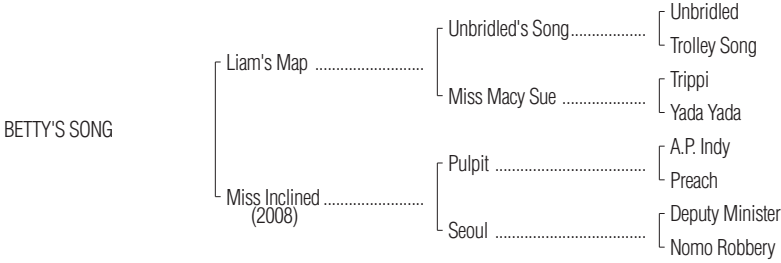 Unbridled
Unbridled's Song..................
Trolley Song
Liam's Map ..........................
Trippi
Miss Macy Sue ....................
Yada Yada
BETTY'S SONG
A.P. Indy
Pulpit ....................................
Preach
Miss Inclined ........................
(2008)
Deputy Minister
Seoul ....................................
Nomo Robbery